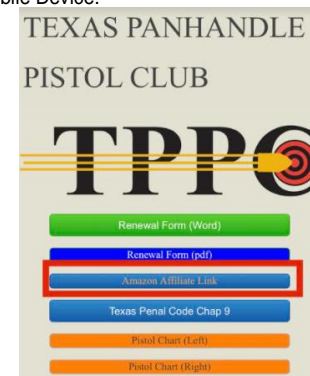 bile Device.
TEXAS PANHANDLE
PISTOL CLUB
TPPC
Renewal Form (Word)
Renewal Form (pdf)
Amazon Affiliate Link
Texas Penal Code Chap 9
Pistol Chart (Left)
Pistol Chart (Right)